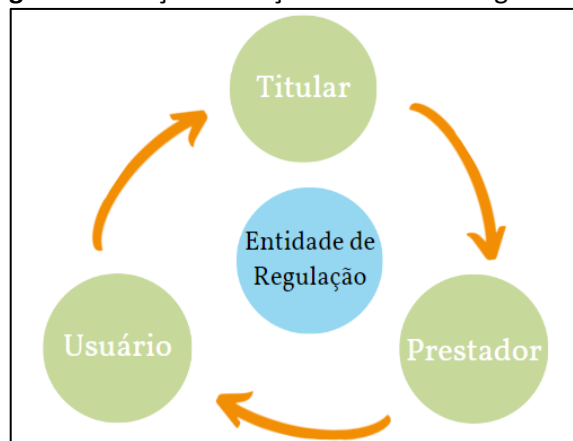 Titular
Entidade de
Regulação
Usuário
Prestador